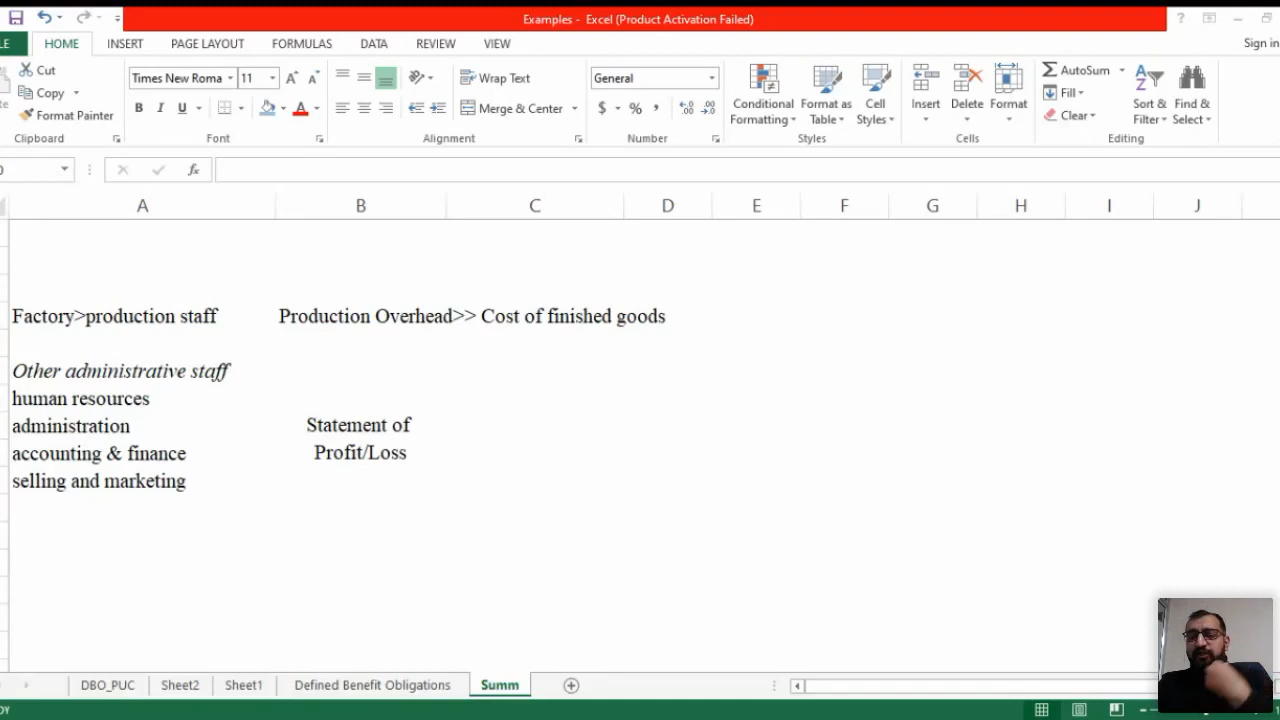 Examples - Excel (Product Activation Failed)
?
LE HOME INSERT PAGE LAYOUT FORMULAS DATA REVIEW VIEW Sign in
Cut
Copy
Format Painter
Clipboard
Times New Roma 11
B I U
Font
Wrap Text
Merge & Center
Alignment
General
$ % ,
Number
Conditional Formatting
Format as Table
Cell Styles
Styles
Insert
Delete
Format
Cells
AutoSum
Fill
Clear
Sort & Filter
Find & Select
Editing
fx
A B C D E F G H I J
Factory>production staff Production Overhead>> Cost of finished goods
Other administrative staff
human resources
administration
Statement of
Profit/Loss
accounting & finance
selling and marketing
DBO_PUC Sheet2 Sheet1 Defined Benefit Obligations Summ
DY